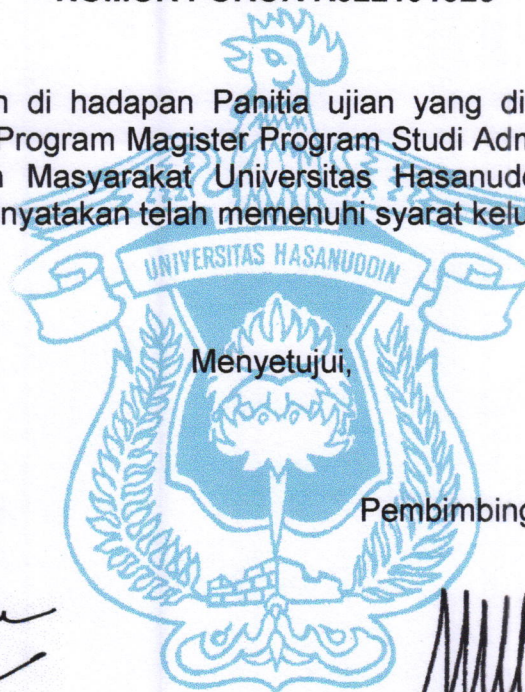 n di hadapan Panitia ujian yang di
Program Magister Program Studi Adm
Masyarakat Universitas Hasanudd
nyatakan telah memenuhi syarat kelu
UNIVERSITAS HASANUDDIN
Menyetujui,
Pembimbing